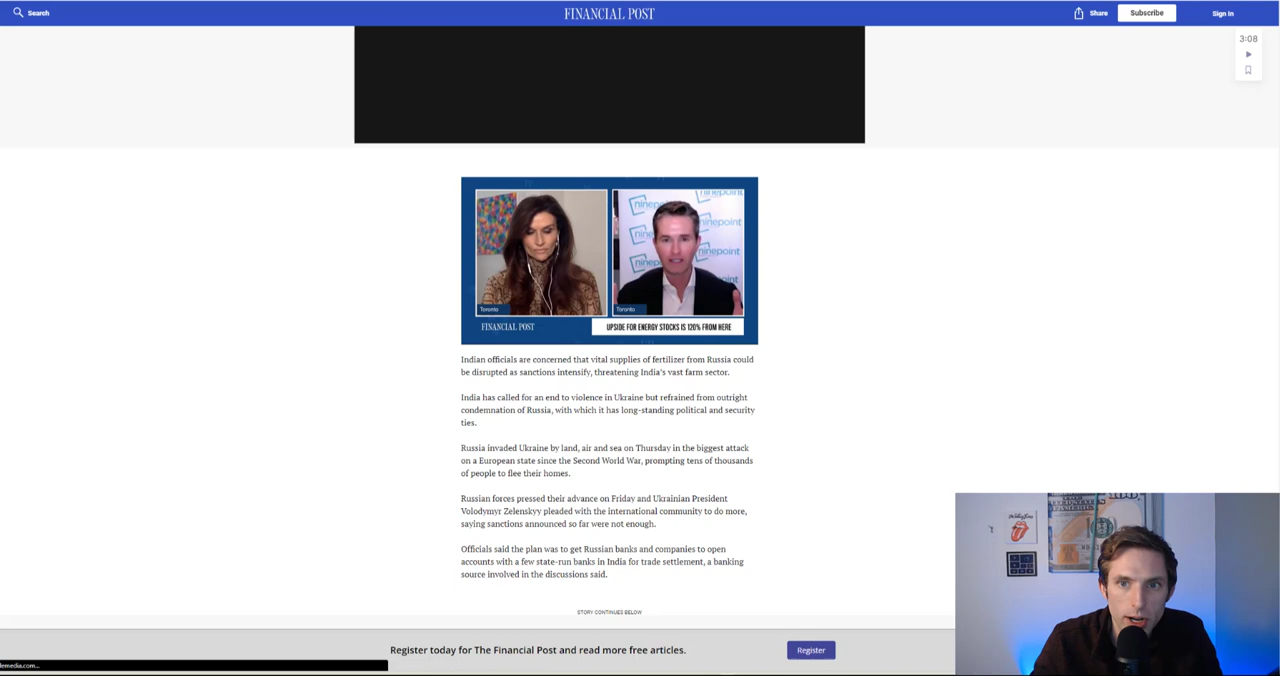 Search
FINANCIAL POST
Share
Subscribe
Sign In
3:08
ninepoint
ninepoint
ninepoint
ninepoint
Toronto
Toronto
FINANCIAL POST
UPSIDE FOR ENERGY STOCKS IS 120% FROM HERE
Indian officials are concerned that vital supplies of fertilizer from Russia could
be disrupted as sanctions intensify, threatening India's vast farm sector.
India has called for an end to violence in Ukraine but refrained from outright
condemnation of Russia, with which it has long-standing political and security
ties.
Russia invaded Ukraine by land, air and sea on Thursday in the biggest attack
on a European state since the Second World War, prompting tens of thousands
of people to flee their homes.
Russian forces pressed their advance on Friday and Ukrainian President
Volodymyr Zelenskyy pleaded with the international community to do more,
saying sanctions announced so far were not enough.
Officials said the plan was to get Russian banks and companies to open
accounts with a few state-run banks in India for trade settlement, a banking
source involved in the discussions said.
STORY CONTINUES BELOW
Register today for The Financial Post and read more free articles.
Register
lemedia.com...